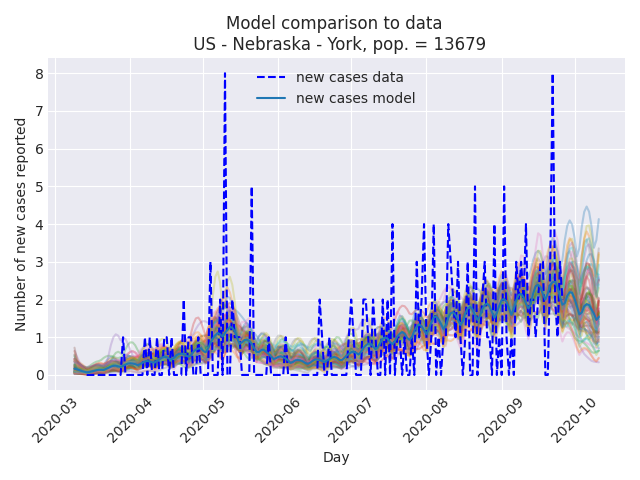 Model comparison to data
US - Nebraska - York, pop. = 13679
new cases data
new cases model
Number of new cases reported
8
7
6
5
4
3
2
1
0
2020-03
2020-04
2020-05
2020-06
2020-07
2020-08
2020-09
2020-10
Day